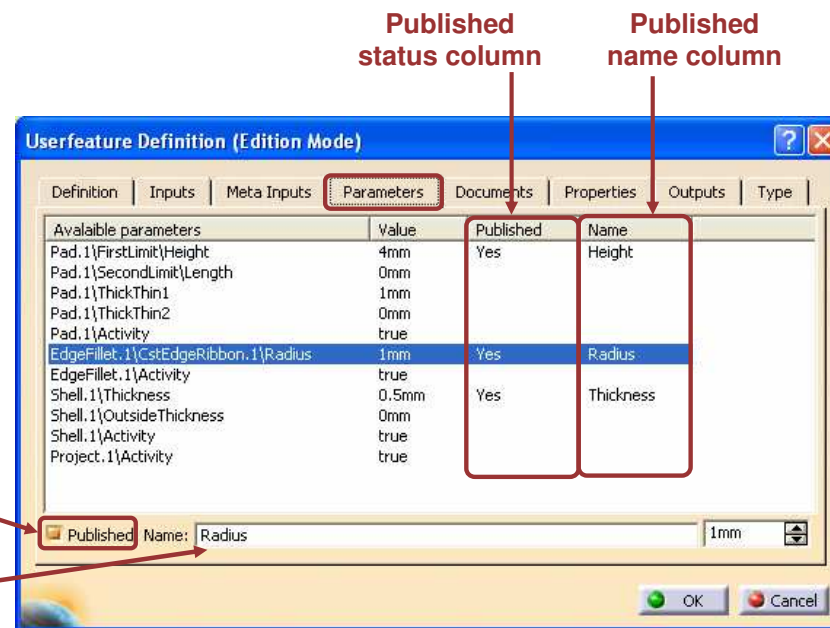 Published status column
Published name column
Userfeature Definition (Edition Mode)
Definition Inputs Meta Inputs Parameters Documents Properties Outputs Type
Avalaible parameters Value Published Name
Pad.1\FirstLimit\Height 4mm Yes Height
Pad.1\SecondLimit\Length 0mm
Pad.1\ThickThin1 1mm
Pad.1\ThickThin2 0mm
Pad.1\Activity true
EdgeFillet.1\CstEdgeRibbon.1\Radius 1mm Yes Radius
EdgeFillet.1\Activity true
Shell.1\Thickness 0.5mm Yes Thickness
Shell.1\OutsideThickness 0mm
Shell.1\Activity true
Project.1\Activity true
Published Name: Radius 1mm
OK Cancel